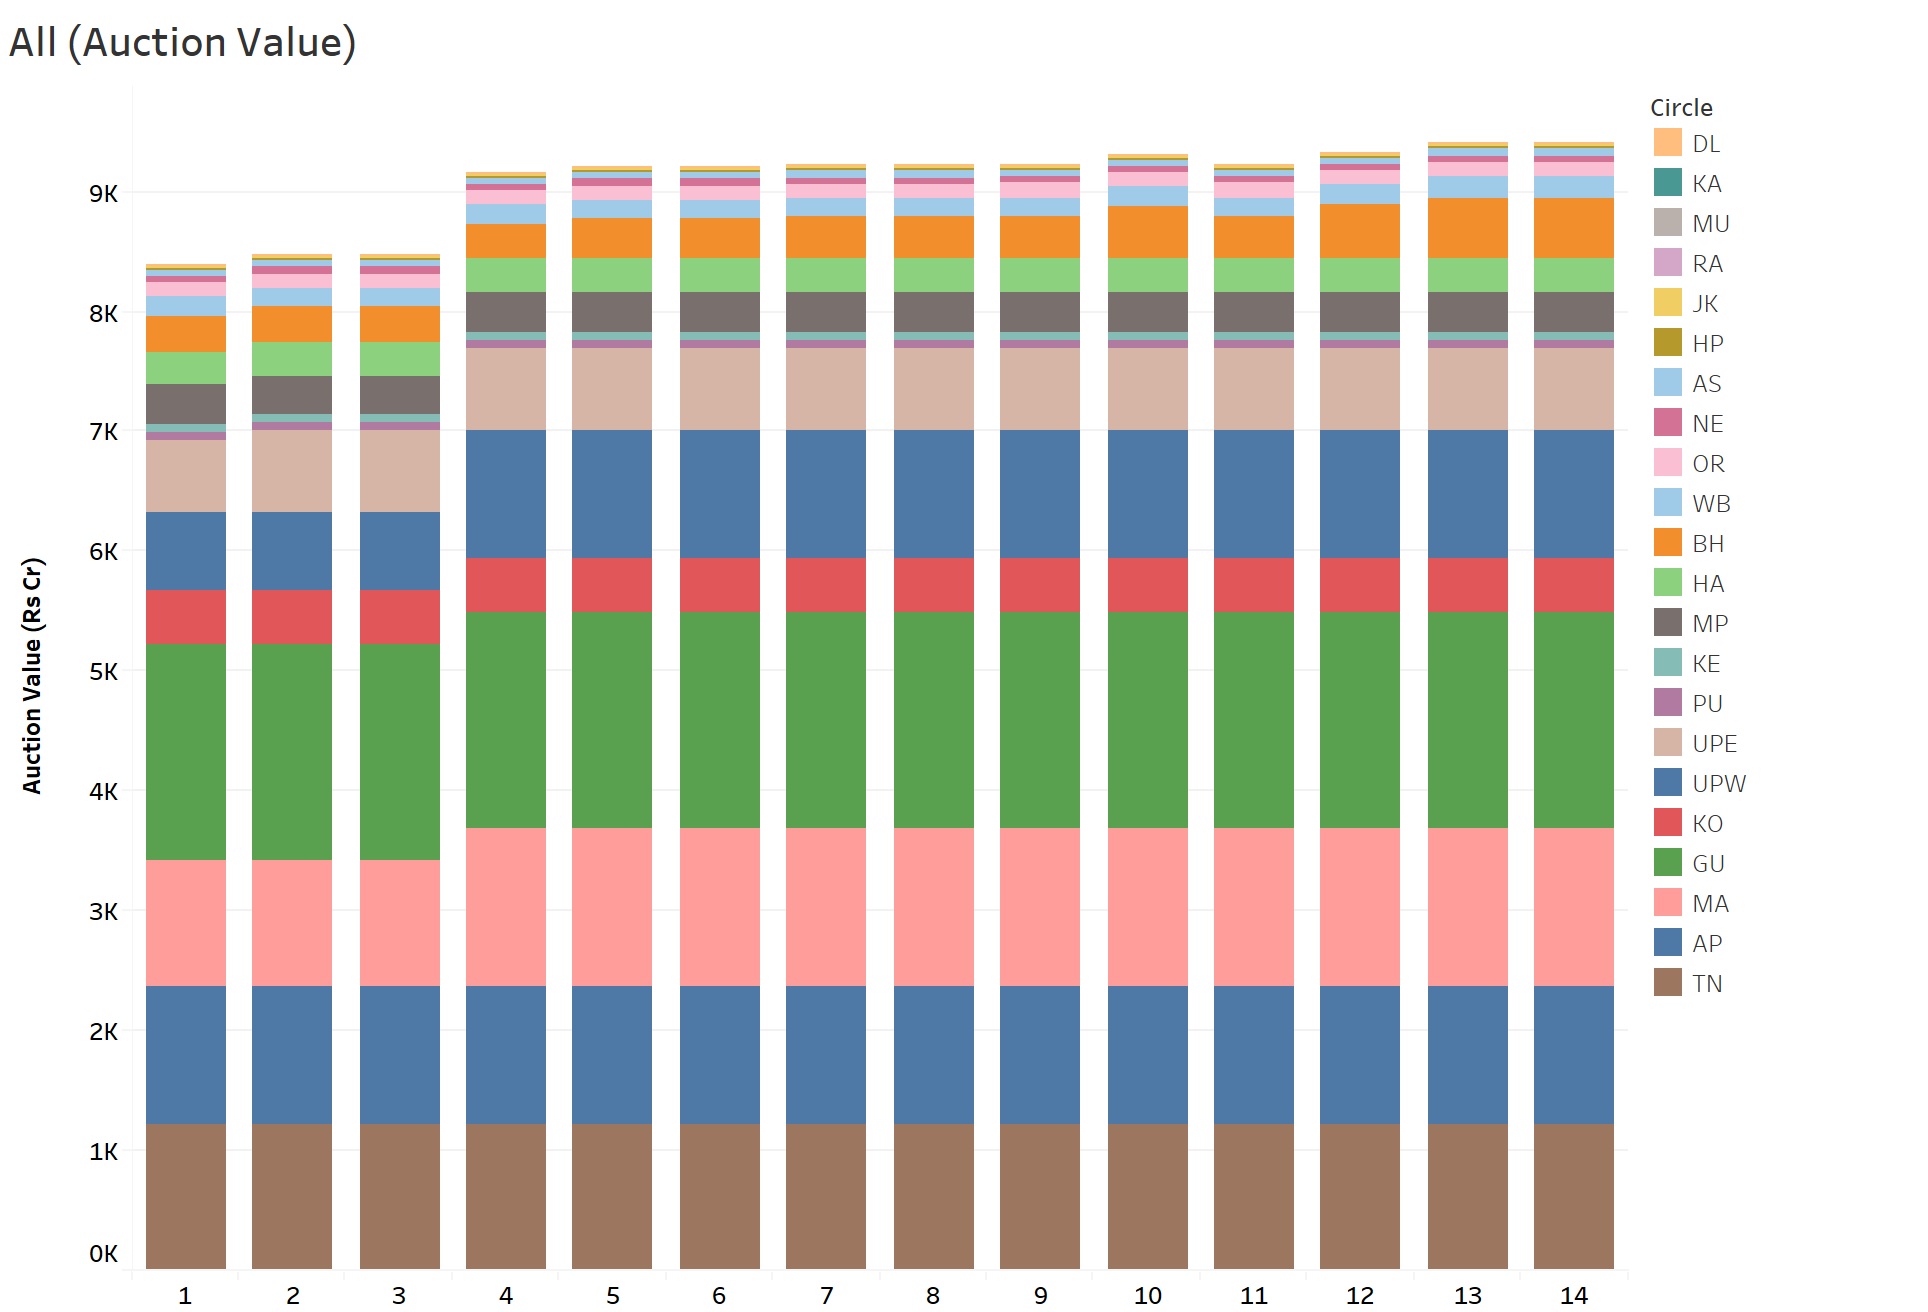 All (Auction Value)
Circle
DL
KA
MU
RA
JK
HP
AS
NE
OR
WB
BH
HA
MP
KE
PU
UPE
UPW
KO
GU
MA
AP
TN
Auction Value (Rs Cr)
9K
8K
7K
6K
5K
4K
3K
2K
1K
0K
1 2 3 4 5 6 7 8 9 10 11 12 13 14